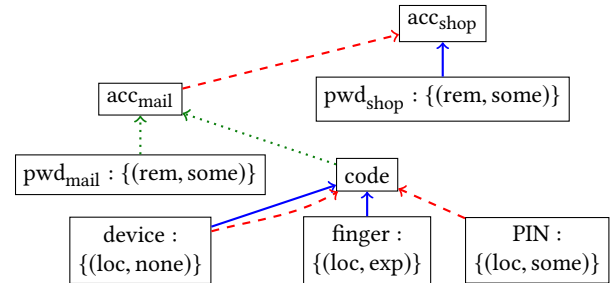 acc_shop
acc_mail
pwd_shop : {(rem, some)}
pwd_mail : {(rem, some)}
code
device :
{(loc, none)}
finger :
{(loc, exp)}
PIN :
{(loc, some)}